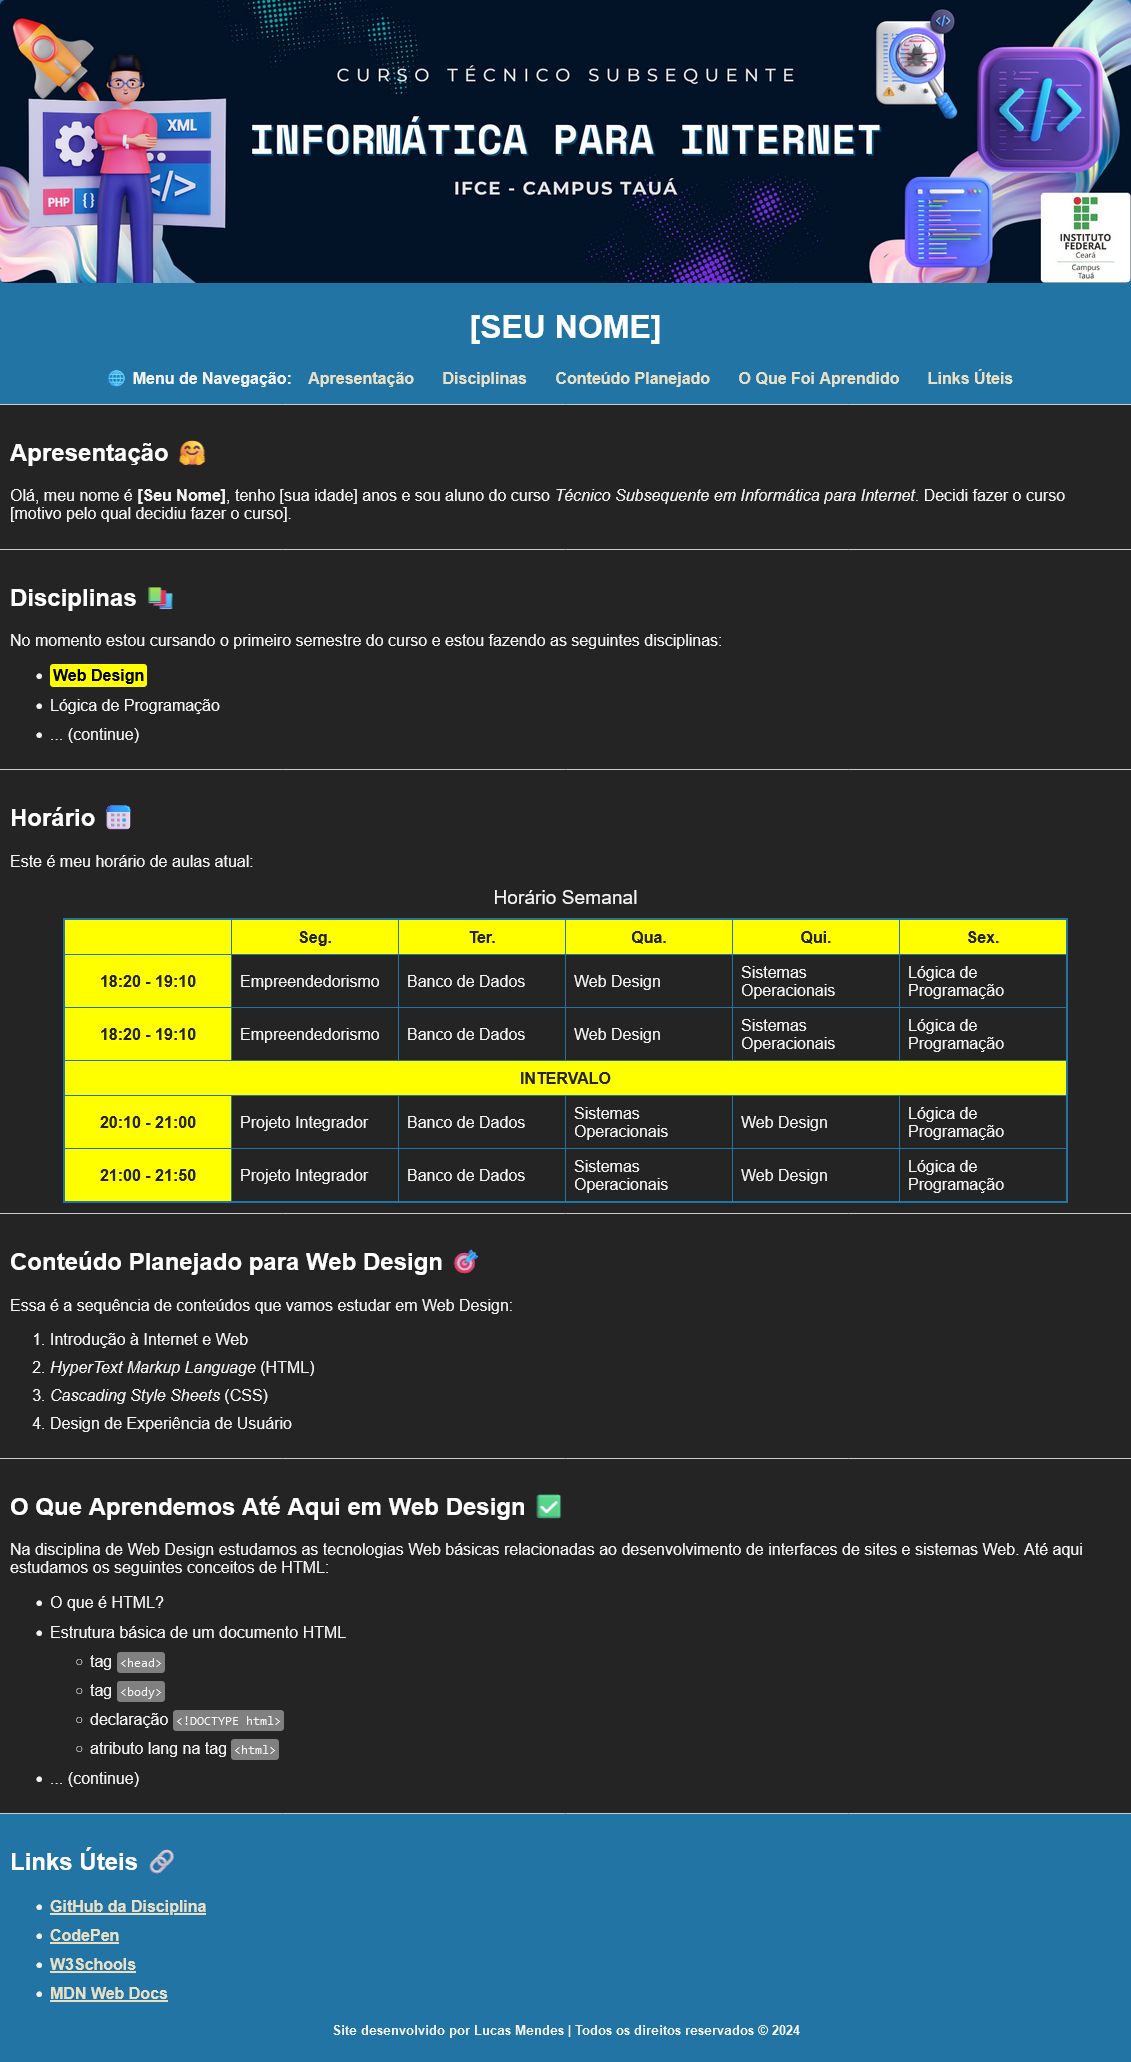 CURSO TÉCNICO SUBSEQUENTE
INFORMÁTICA PARA INTERNET
IFCE - CAMPUS TAUÁ
XML
</>
PHP
{}
</>
</>
INSTITUTO
FEDERAL
Ceará
Campus
Tauá
[SEU NOME]
🌐 Menu de Navegação: Apresentação Disciplinas Conteúdo Planejado O Que Foi Aprendido Links Úteis
Apresentação 🤗
Olá, meu nome é [Seu Nome], tenho [sua idade] anos e sou aluno do curso Técnico Subsequente em Informática para Internet. Decidi fazer o curso
[motivo pelo qual decidiu fazer o curso].
Disciplinas 📚
No momento estou cursando o primeiro semestre do curso e estou fazendo as seguintes disciplinas:
• Web Design
• Lógica de Programação
• ... (continue)
Horário 📅
Este é meu horário de aulas atual:
Horário Semanal
Seg. Ter. Qua. Qui. Sex.
18:20 - 19:10 Empreendedorismo Banco de Dados Web Design Sistemas Operacionais Lógica de Programação
18:20 - 19:10 Empreendedorismo Banco de Dados Web Design Sistemas Operacionais Lógica de Programação
INTERVALO
20:10 - 21:00 Projeto Integrador Banco de Dados Sistemas Operacionais Web Design Lógica de Programação
21:00 - 21:50 Projeto Integrador Banco de Dados Sistemas Operacionais Web Design Lógica de Programação
Conteúdo Planejado para Web Design 🎯
Essa é a sequência de conteúdos que vamos estudar em Web Design:
1. Introdução à Internet e Web
2. HyperText Markup Language (HTML)
3. Cascading Style Sheets (CSS)
4. Design de Experiência de Usuário
O Que Aprendemos Até Aqui em Web Design ✅
Na disciplina de Web Design estudamos as tecnologias Web básicas relacionadas ao desenvolvimento de interfaces de sites e sistemas Web. Até aqui
estudamos os seguintes conceitos de HTML:
• O que é HTML?
• Estrutura básica de um documento HTML
◦ tag <head>
◦ tag <body>
◦ declaração <!DOCTYPE html>
◦ atributo lang na tag <html>
• ... (continue)
Links Úteis 🔗
• GitHub da Disciplina
• CodePen
• W3Schools
• MDN Web Docs
Site desenvolvido por Lucas Mendes | Todos os direitos reservados © 2024